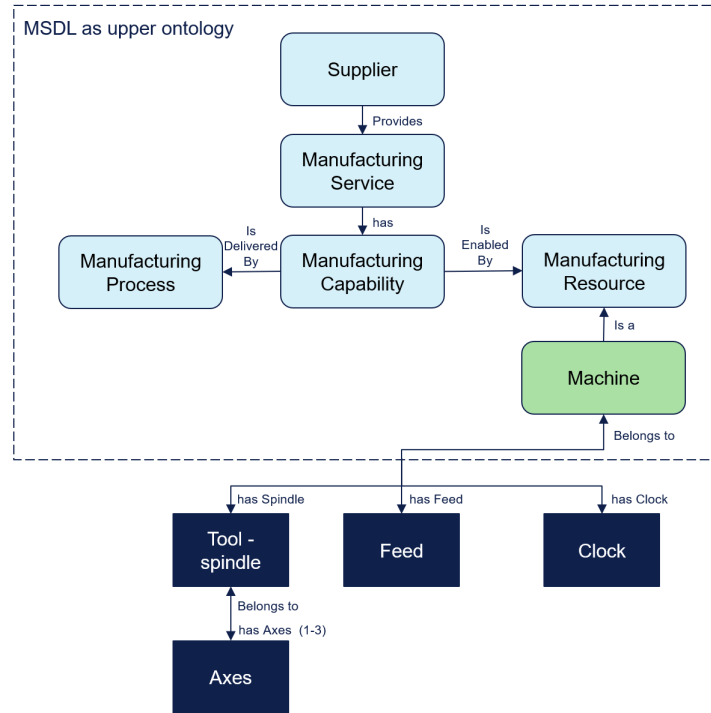 MSDL as upper ontology
Supplier
Provides
Manufacturing
Service
has
Is
Delivered
By
Is
Enabled
By
Manufacturing
Process
Manufacturing
Capability
Manufacturing
Resource
Is a
Machine
Belongs to
has Spindle
has Feed
has Clock
Tool -
spindle
Feed
Clock
Belongs to
has Axes (1-3)
Axes